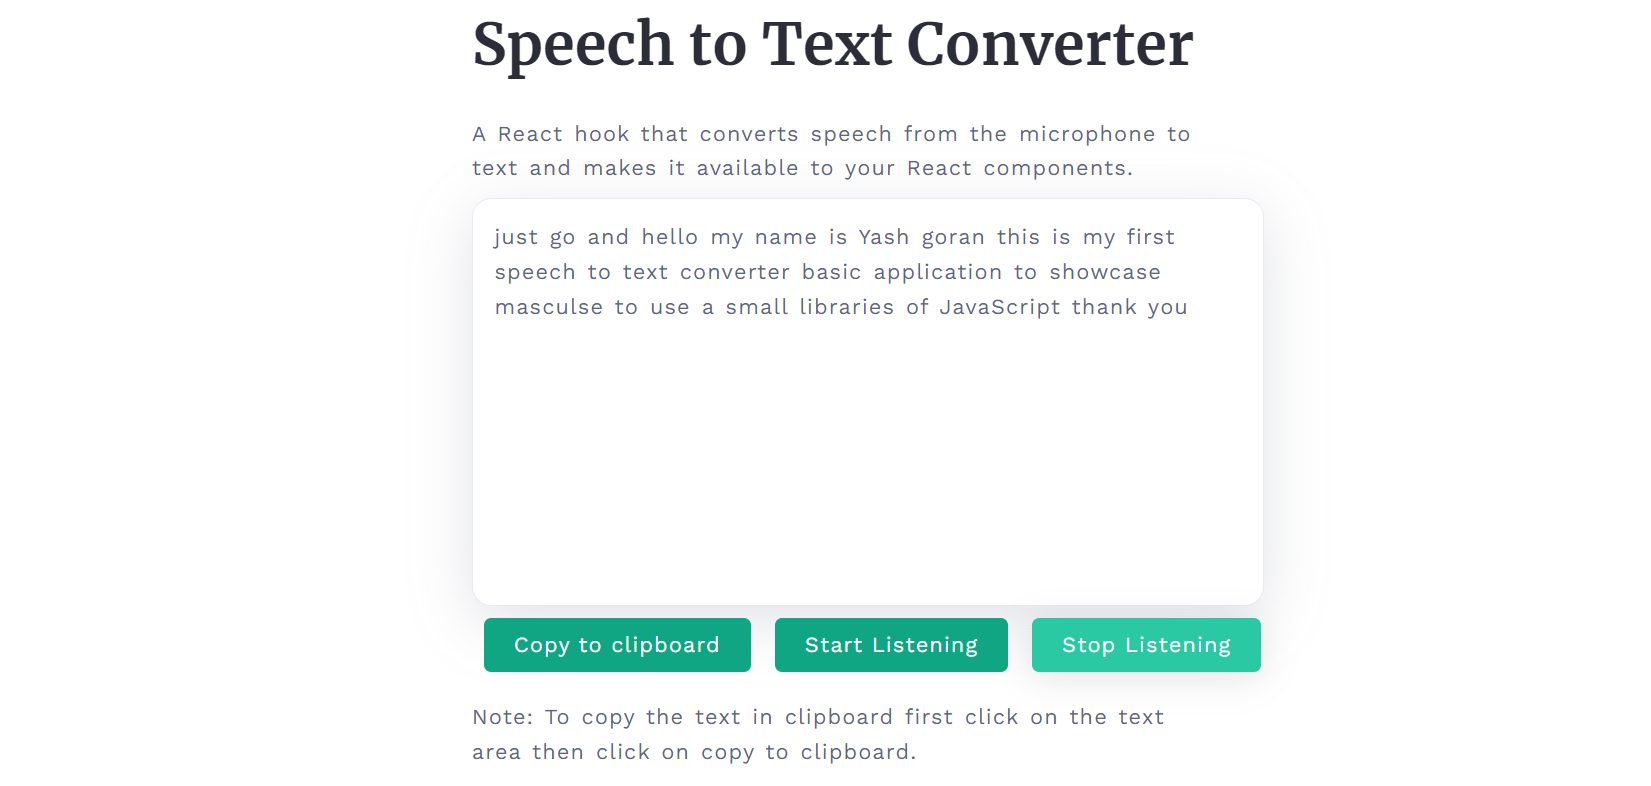 Speech to Text Converter
A React hook that converts speech from the microphone to
text and makes it available to your React components.
just go and hello my name is Yash goran this is my first
speech to text converter basic application to showcase
masculse to use a small libraries of JavaScript thank you
Copy to clipboard
Start Listening
Stop Listening
Note: To copy the text in clipboard first click on the text
area then click on copy to clipboard.